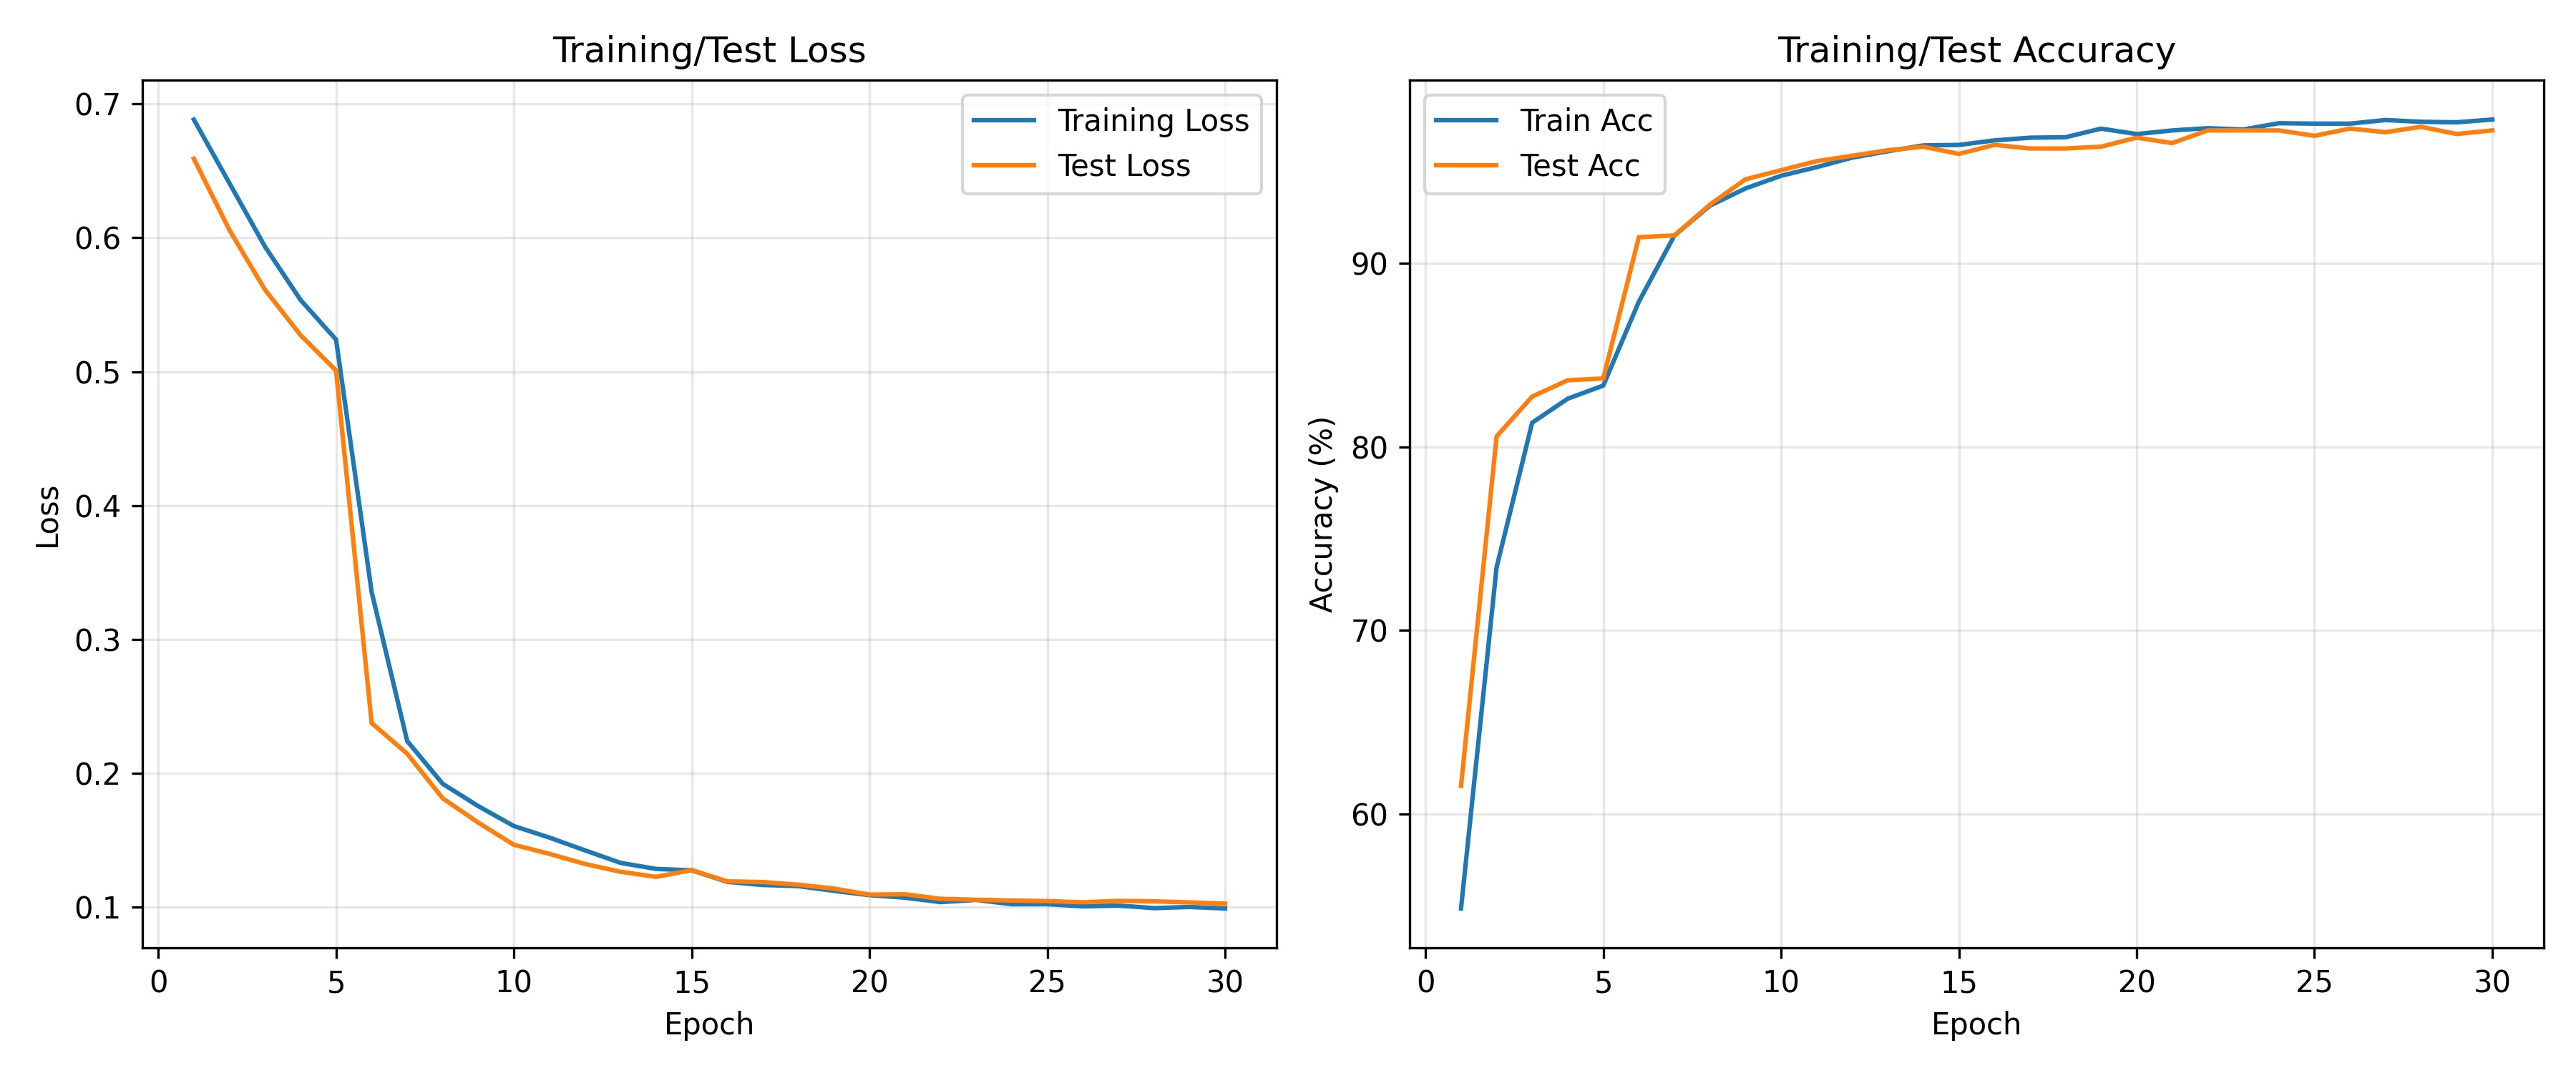 Training/Test Loss
Training Loss
Test Loss
0.7
0.6
0.5
0.4
0.3
0.2
0.1
Loss
0 5 10 15 20 25 30
Epoch
Training/Test Accuracy
Train Acc
Test Acc
90
80
70
60
Accuracy (%)
0 5 10 15 20 25 30
Epoch